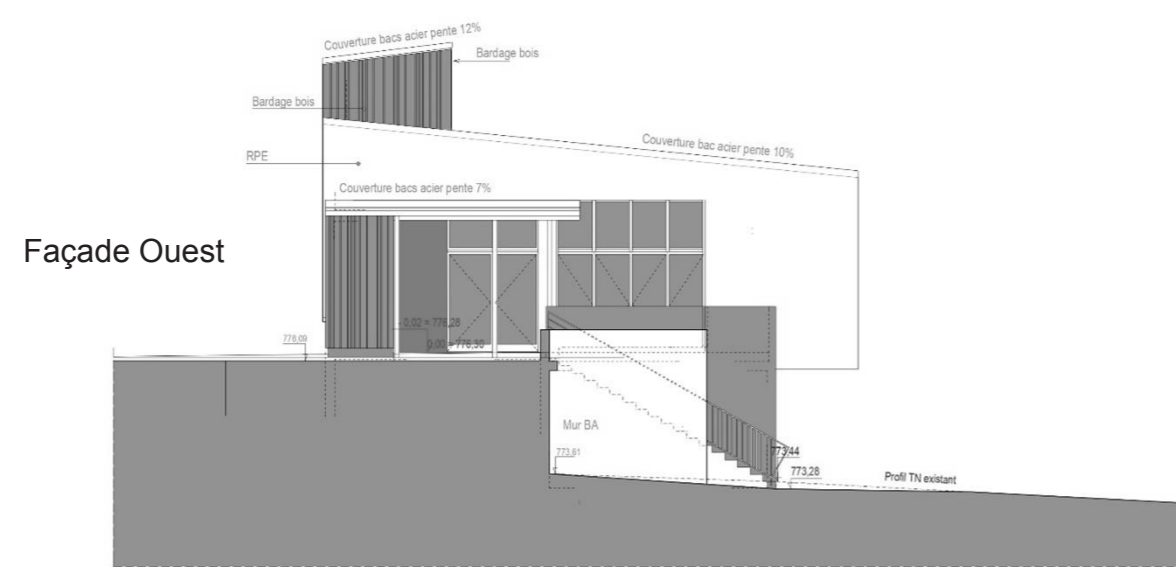 Couverture bacs acier pente 12%
Bardage bois
Bardage bois
Couverture bac acier pente 10%
RPE
Couverture bacs acier pente 7%
Façade Ouest
- 0,02 = 776,28
776,09
0,00 = 776,30
Mur BA
773,61
773,44
773,28
Profil TN existant